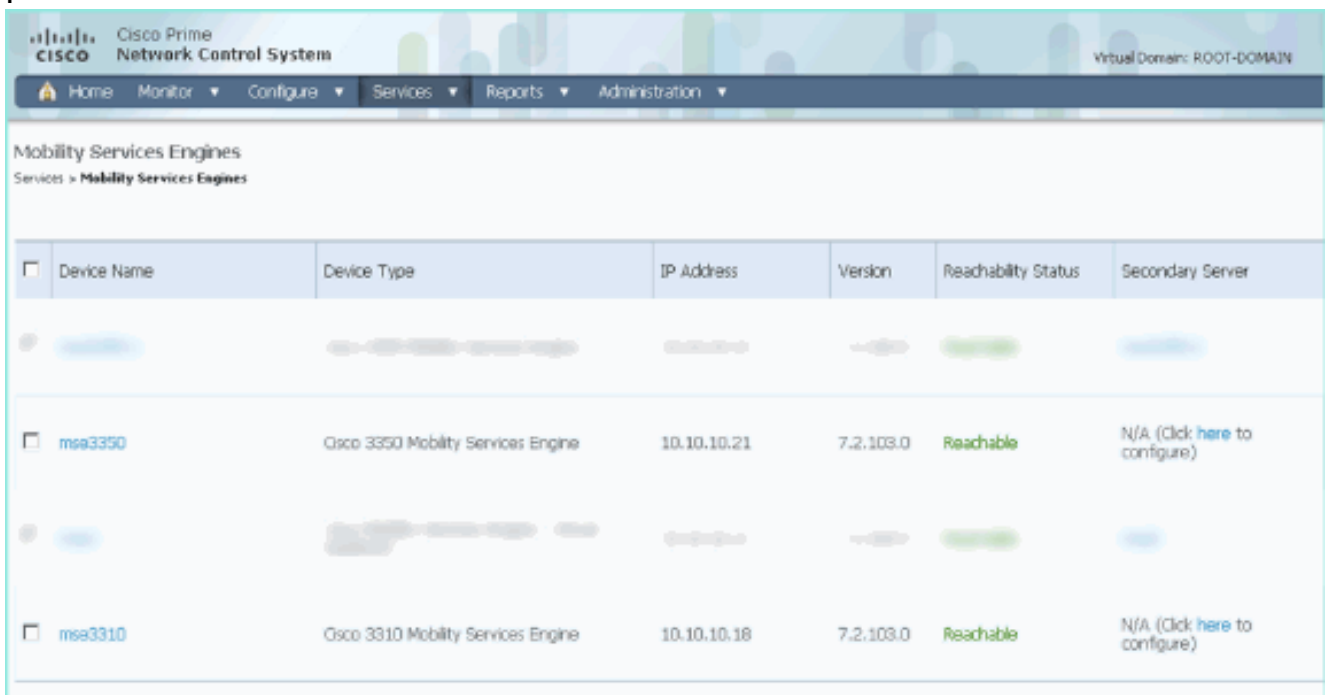 Cisco Prime
CISCO Network Control System
Virtual Domain: ROOT-DOMAIN
Home Monitor Configure Services Reports Administration
Mobility Services Engines
Services > Mobility Services Engines
Device Name Device Type IP Address Version Reachability Status Secondary Server
mse3350 Cisco 3350 Mobility Services Engine 10.10.10.21 7.2.103.0 Reachable N/A (Click here to
configure)
mse3310 Cisco 3310 Mobility Services Engine 10.10.10.18 7.2.103.0 Reachable N/A (Click here to
configure)